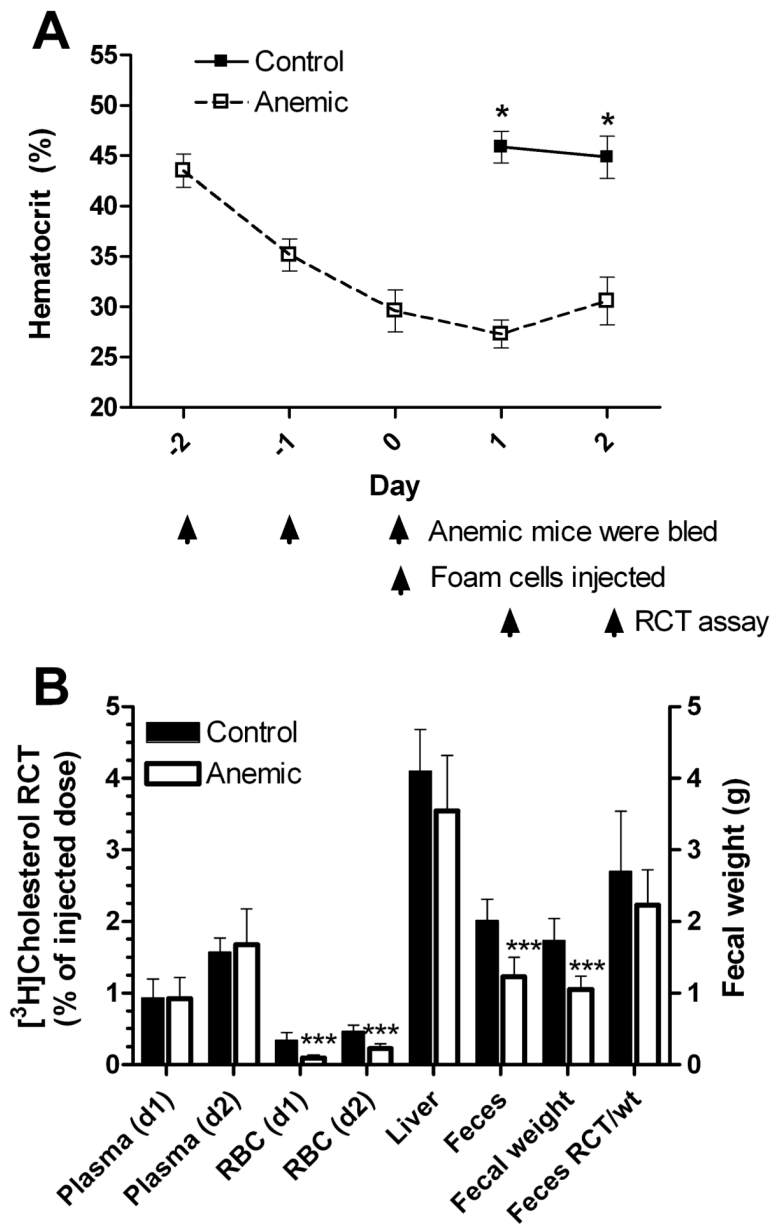 A
Control
Anemic
Hematocrit (%)
55
50
45
40
35
30
25
20
* *
-2 -1 0 1 2
Day
Anemic mice were bled
Foam cells injected
RCT assay
B
Control
Anemic
[³H]Cholesterol RCT
(% of injected dose)
5
4
3
2
1
0
*** *** *** ***
5
4
3
2
1
0
Fecal weight (g)
Plasma (d1)
Plasma (d2)
RBC (d1)
RBC (d2)
Liver
Feces
Fecal weight
Feces RCT/wt